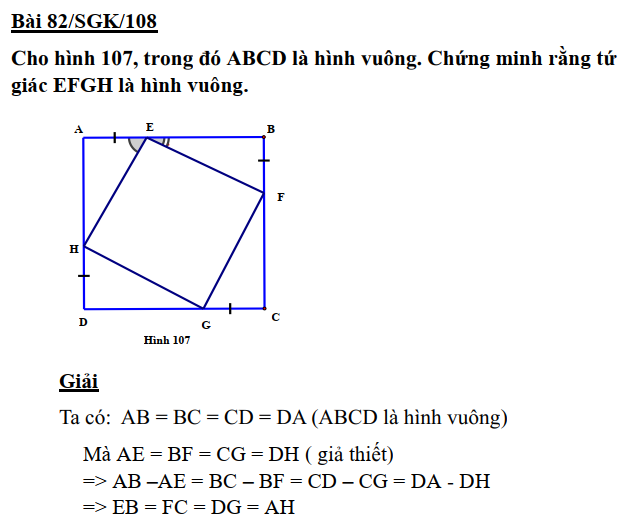 Bài 82/SGK/108
Cho hình 107, trong đó ABCD là hình vuông. Chứng minh rằng tứ
giác EFGH là hình vuông.
A E B
F
H
D G C
Hình 107
Giải
Ta có: AB = BC = CD = DA (ABCD là hình vuông)
Mà AE = BF = CG = DH ( giả thiết)
=> AB –AE = BC – BF = CD – CG = DA - DH
=> EB = FC = DG = AH